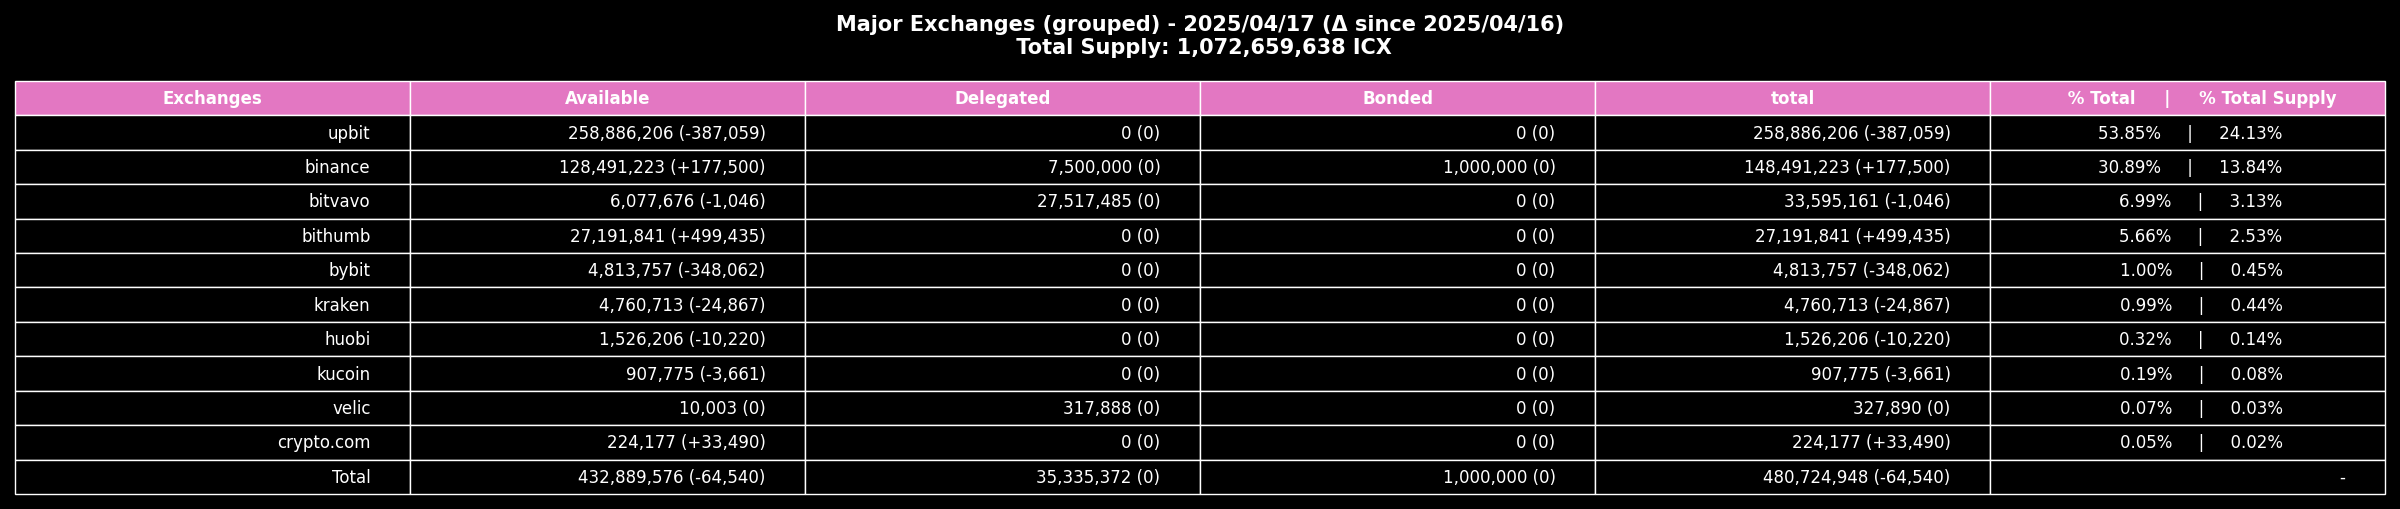 Major Exchanges (grouped) - 2025/04/17 (Δ since 2025/04/16)
Total Supply: 1,072,659,638 ICX
Exchanges Available Delegated Bonded total % Total | % Total Supply
upbit 258,886,206 (-387,059) 0 (0) 0 (0) 258,886,206 (-387,059) 53.85% | 24.13%
binance 128,491,223 (+177,500) 7,500,000 (0) 1,000,000 (0) 148,491,223 (+177,500) 30.89% | 13.84%
bitvavo 6,077,676 (-1,046) 27,517,485 (0) 0 (0) 33,595,161 (-1,046) 6.99% | 3.13%
bithumb 27,191,841 (+499,435) 0 (0) 0 (0) 27,191,841 (+499,435) 5.66% | 2.53%
bybit 4,813,757 (-348,062) 0 (0) 0 (0) 4,813,757 (-348,062) 1.00% | 0.45%
kraken 4,760,713 (-24,867) 0 (0) 0 (0) 4,760,713 (-24,867) 0.99% | 0.44%
huobi 1,526,206 (-10,220) 0 (0) 0 (0) 1,526,206 (-10,220) 0.32% | 0.14%
kucoin 907,775 (-3,661) 0 (0) 0 (0) 907,775 (-3,661) 0.19% | 0.08%
velic 10,003 (0) 317,888 (0) 0 (0) 327,890 (0) 0.07% | 0.03%
crypto.com 224,177 (+33,490) 0 (0) 0 (0) 224,177 (+33,490) 0.05% | 0.02%
Total 432,889,576 (-64,540) 35,335,372 (0) 1,000,000 (0) 480,724,948 (-64,540) -